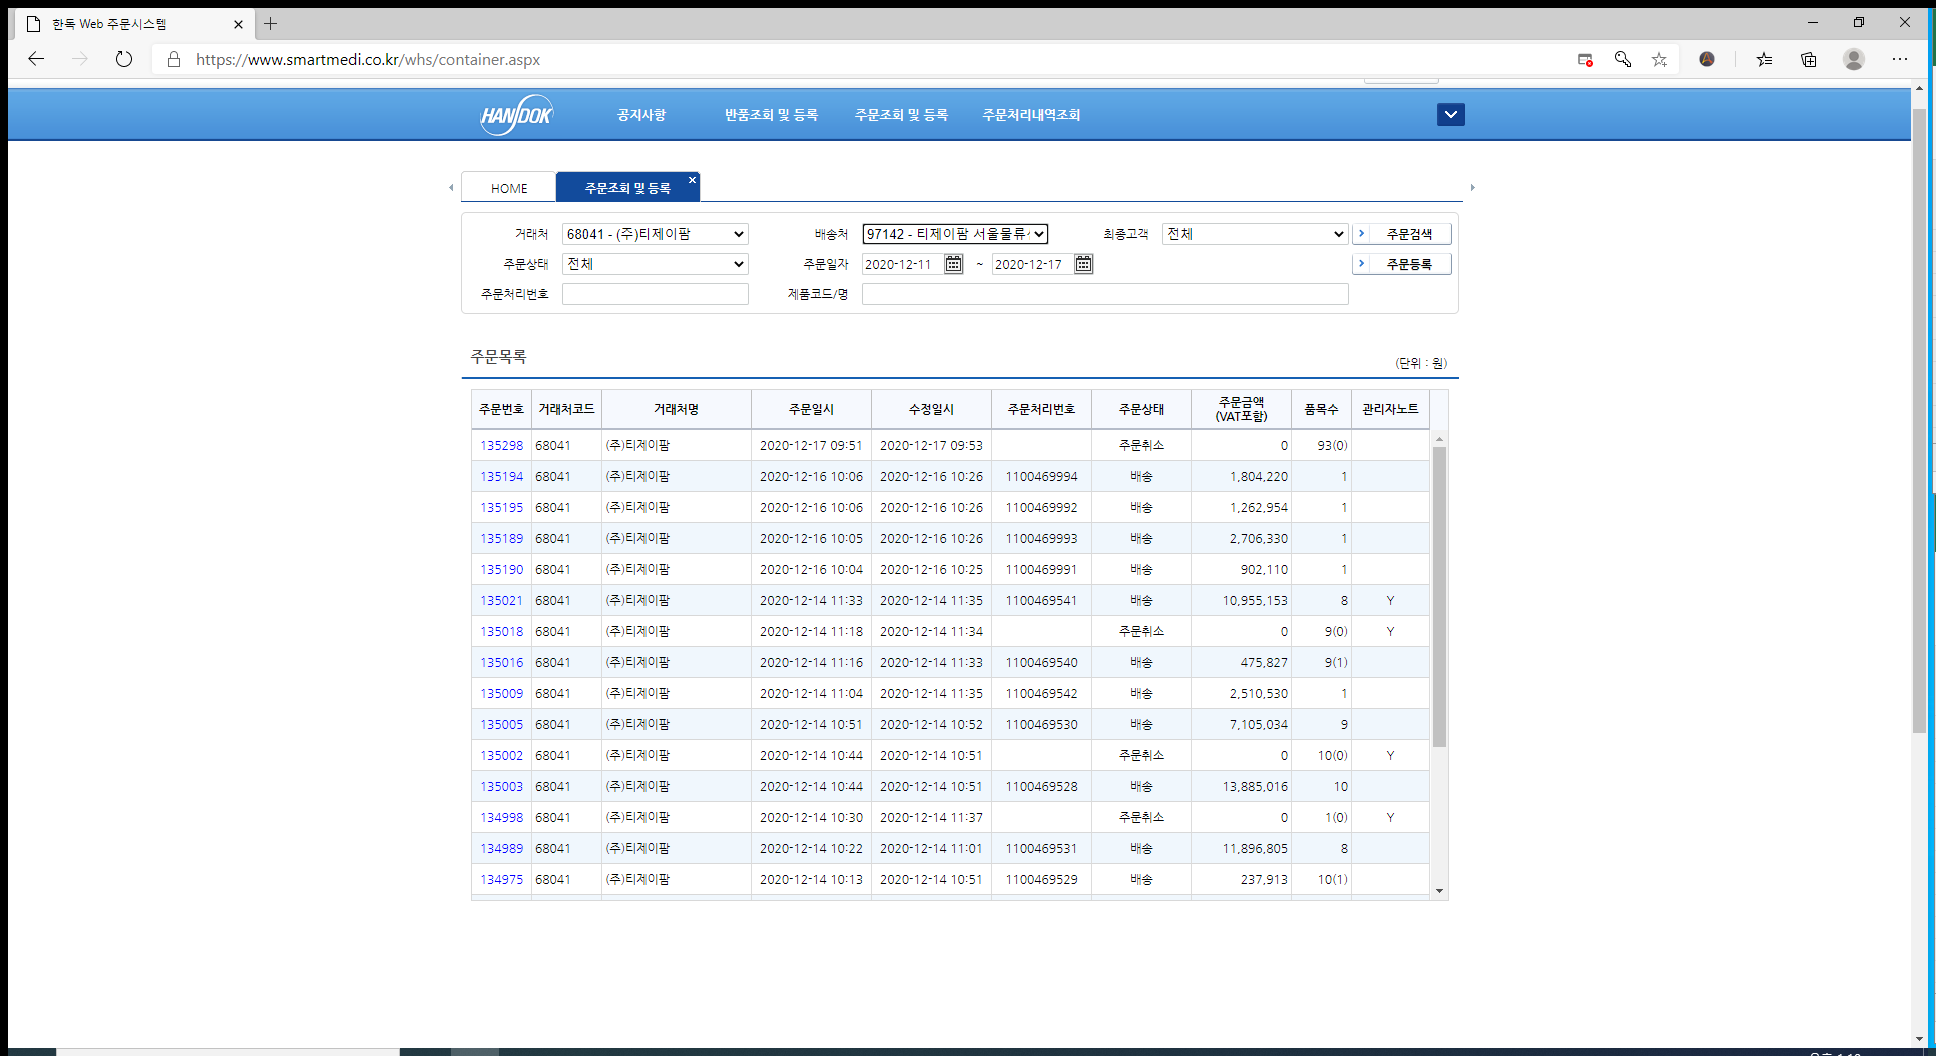 한독 Web 주문시스템
https://www.smartmedi.co.kr/whs/container.aspx
HANDOK 공지사항 반품조회 및 등록 주문조회 및 등록 주문처리내역조회
HOME 주문조회 및 등록
거래처 68041 - (주)티제이팜 배송처 97142 - 티제이팜 서울물류 최종고객 전체 주문검색
주문상태 전체 주문일자 2020-12-11 ~ 2020-12-17 주문등록
주문처리번호 제품코드/명
주문목록
(단위 : 원)
주문번호 거래처코드 거래처명 주문일시 수정일시 주문처리번호 주문상태 주문금액 (VAT포함) 품목수 관리자노트
135298 68041 (주)티제이팜 2020-12-17 09:51 2020-12-17 09:53 주문취소 0 93(0)
135194 68041 (주)티제이팜 2020-12-16 10:06 2020-12-16 10:26 1100469994 배송 1,804,220 1
135195 68041 (주)티제이팜 2020-12-16 10:06 2020-12-16 10:26 1100469992 배송 1,262,954 1
135189 68041 (주)티제이팜 2020-12-16 10:05 2020-12-16 10:26 1100469993 배송 2,706,330 1
135190 68041 (주)티제이팜 2020-12-16 10:04 2020-12-16 10:25 1100469991 배송 902,110 1
135021 68041 (주)티제이팜 2020-12-14 11:33 2020-12-14 11:35 1100469541 배송 10,955,153 8 Y
135018 68041 (주)티제이팜 2020-12-14 11:18 2020-12-14 11:34 주문취소 0 9(0) Y
135016 68041 (주)티제이팜 2020-12-14 11:16 2020-12-14 11:33 1100469540 배송 475,827 9(1)
135009 68041 (주)티제이팜 2020-12-14 11:04 2020-12-14 11:35 1100469542 배송 2,510,530 1
135005 68041 (주)티제이팜 2020-12-14 10:51 2020-12-14 10:52 1100469530 배송 7,105,034 9
135002 68041 (주)티제이팜 2020-12-14 10:44 2020-12-14 10:51 주문취소 0 10(0) Y
135003 68041 (주)티제이팜 2020-12-14 10:44 2020-12-14 10:51 1100469528 배송 13,885,016 10
134998 68041 (주)티제이팜 2020-12-14 10:30 2020-12-14 11:37 주문취소 0 1(0) Y
134989 68041 (주)티제이팜 2020-12-14 10:22 2020-12-14 11:01 1100469531 배송 11,896,805 8
134975 68041 (주)티제이팜 2020-12-14 10:13 2020-12-14 10:51 1100469529 배송 237,913 10(1)